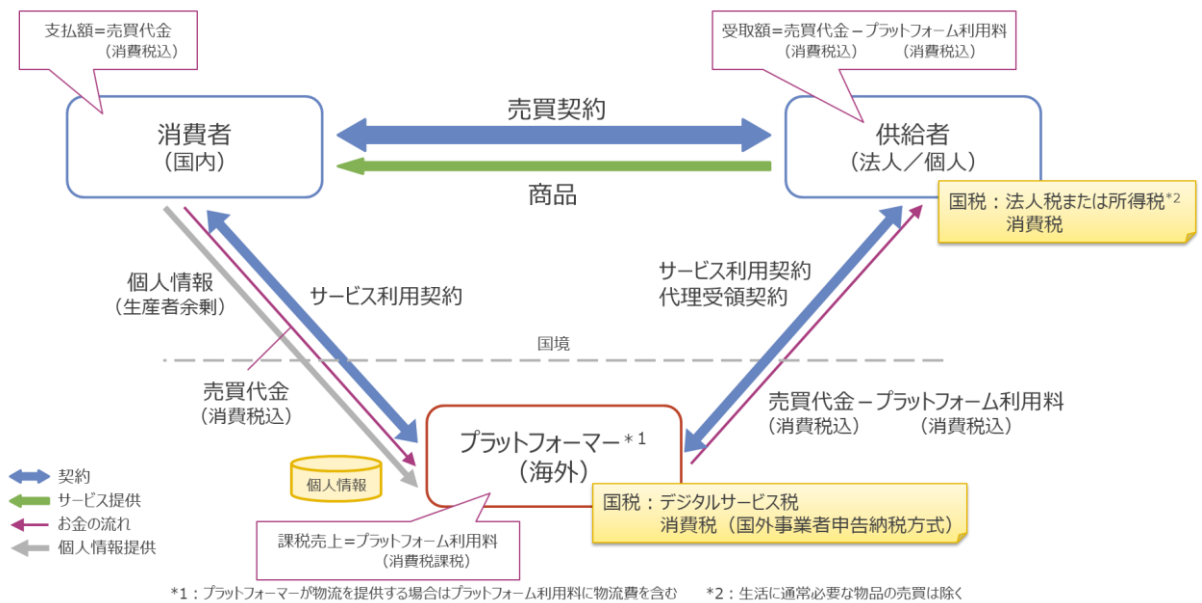 支払額＝売買代金
（消費税込）
受取額＝売買代金－プラットフォーム利用料
（消費税込）　（消費税込）
消費者
（国内）
売買契約
商品
供給者
（法人／個人）
国税：法人税または所得税*2
消費税
個人情報
（生産者余剰）
サービス利用契約
サービス利用契約
代理受領契約
国境
売買代金
（消費税込）
売買代金－プラットフォーム利用料
（消費税込）　（消費税込）
プラットフォーマー*1
（海外）
個人情報
国税：デジタルサービス税
消費税（国外事業者申告納税方式）
課税売上＝プラットフォーム利用料
（消費税課税）
契約
サービス提供
お金の流れ
個人情報提供
*1：プラットフォーマーが物流を提供する場合はプラットフォーム利用料に物流費を含む　*2：生活に通常必要な物品の売買は除く